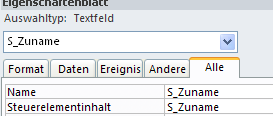 Eigenschaftenblatt
Auswahltyp: Textfeld
S_Zuname
Format Daten Ereignis Andere Alle
Name S_Zuname
Steuerelementinhalt S_Zuname